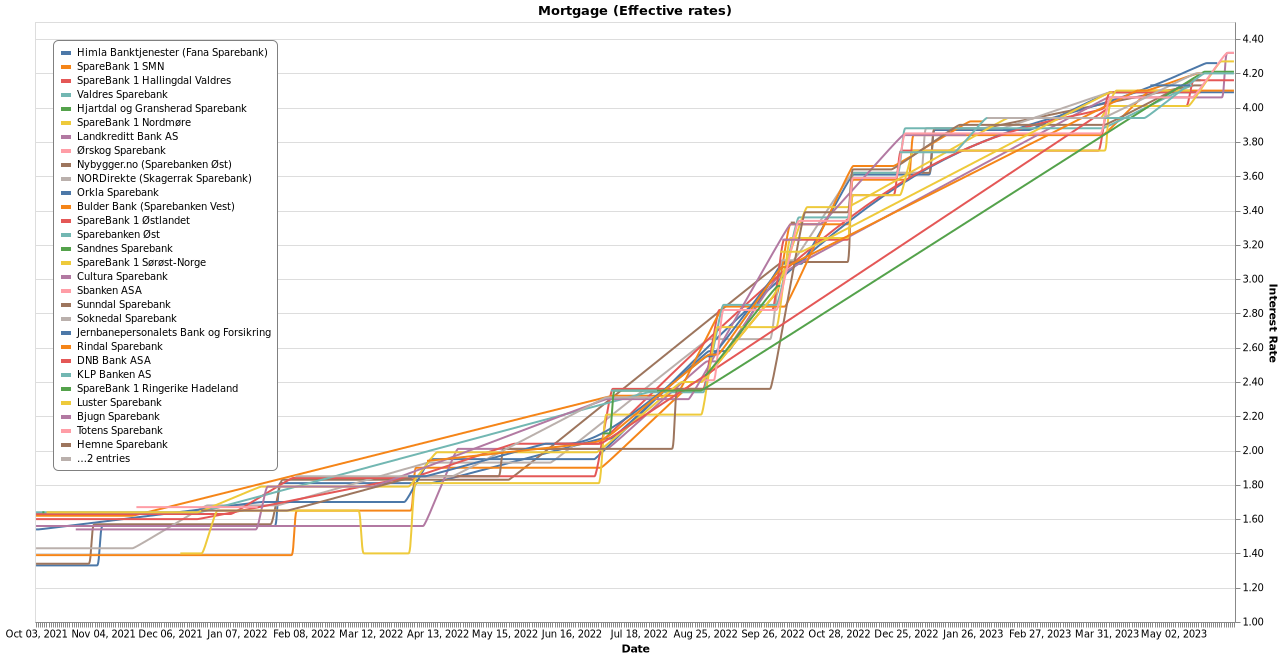 Mortgage (Effective rates)
Himla Banktjenester (Fana Sparebank)
SpareBank 1 SMN
SpareBank 1 Hallingdal Valdres
Valdres Sparebank
Hjartdal og Gransherad Sparebank
SpareBank 1 Nordmøre
Landkreditt Bank AS
Ørskog Sparebank
Nybygger.no (Sparebanken Øst)
NORDirekte (Skagerrak Sparebank)
Orkla Sparebank
Bulder Bank (Sparebanken Vest)
SpareBank 1 Østlandet
Sparebanken Øst
Sandnes Sparebank
SpareBank 1 Sørøst-Norge
Cultura Sparebank
Sbanken ASA
Sunndal Sparebank
Soknedal Sparebank
Jernbanepersonalets Bank og Forsikring
Rindal Sparebank
DNB Bank ASA
KLP Banken AS
SpareBank 1 Ringerike Hadeland
Luster Sparebank
Bjugn Sparebank
Totens Sparebank
Hemne Sparebank
...2 entries
4.40
4.20
4.00
3.80
3.60
3.40
3.20
3.00
2.80
2.60
2.40
2.20
2.00
1.80
1.60
1.40
1.20
1.00
Interest Rate
Oct 03, 2021 Nov 04, 2021 Dec 06, 2021 Jan 07, 2022 Feb 08, 2022 Mar 12, 2022 Apr 13, 2022 May 15, 2022 Jun 16, 2022 Jul 18, 2022 Aug 25, 2022 Sep 26, 2022 Oct 28, 2022 Dec 25, 2022 Jan 26, 2023 Feb 27, 2023 Mar 31, 2023 May 02, 2023
Date